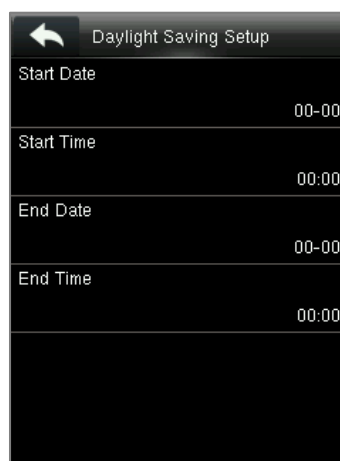 Daylight Saving Setup
Start Date
00-00
Start Time
00:00
End Date
00-00
End Time
00:00